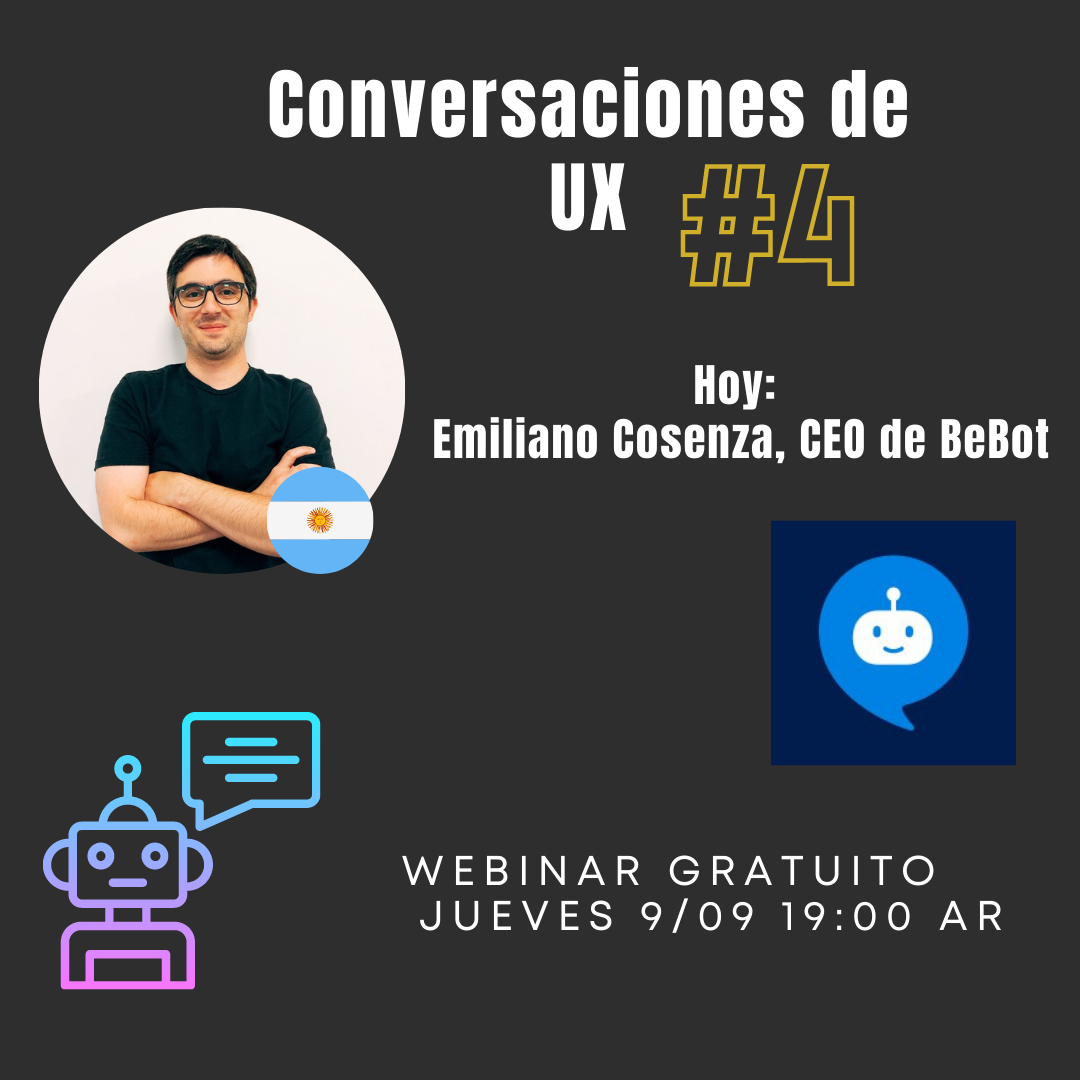 Conversaciones de
UX #4
Hoy:
Emiliano Cosenza, CEO de BeBot
WEBINAR GRATUITO
JUEVES 9/09 19:00 AR